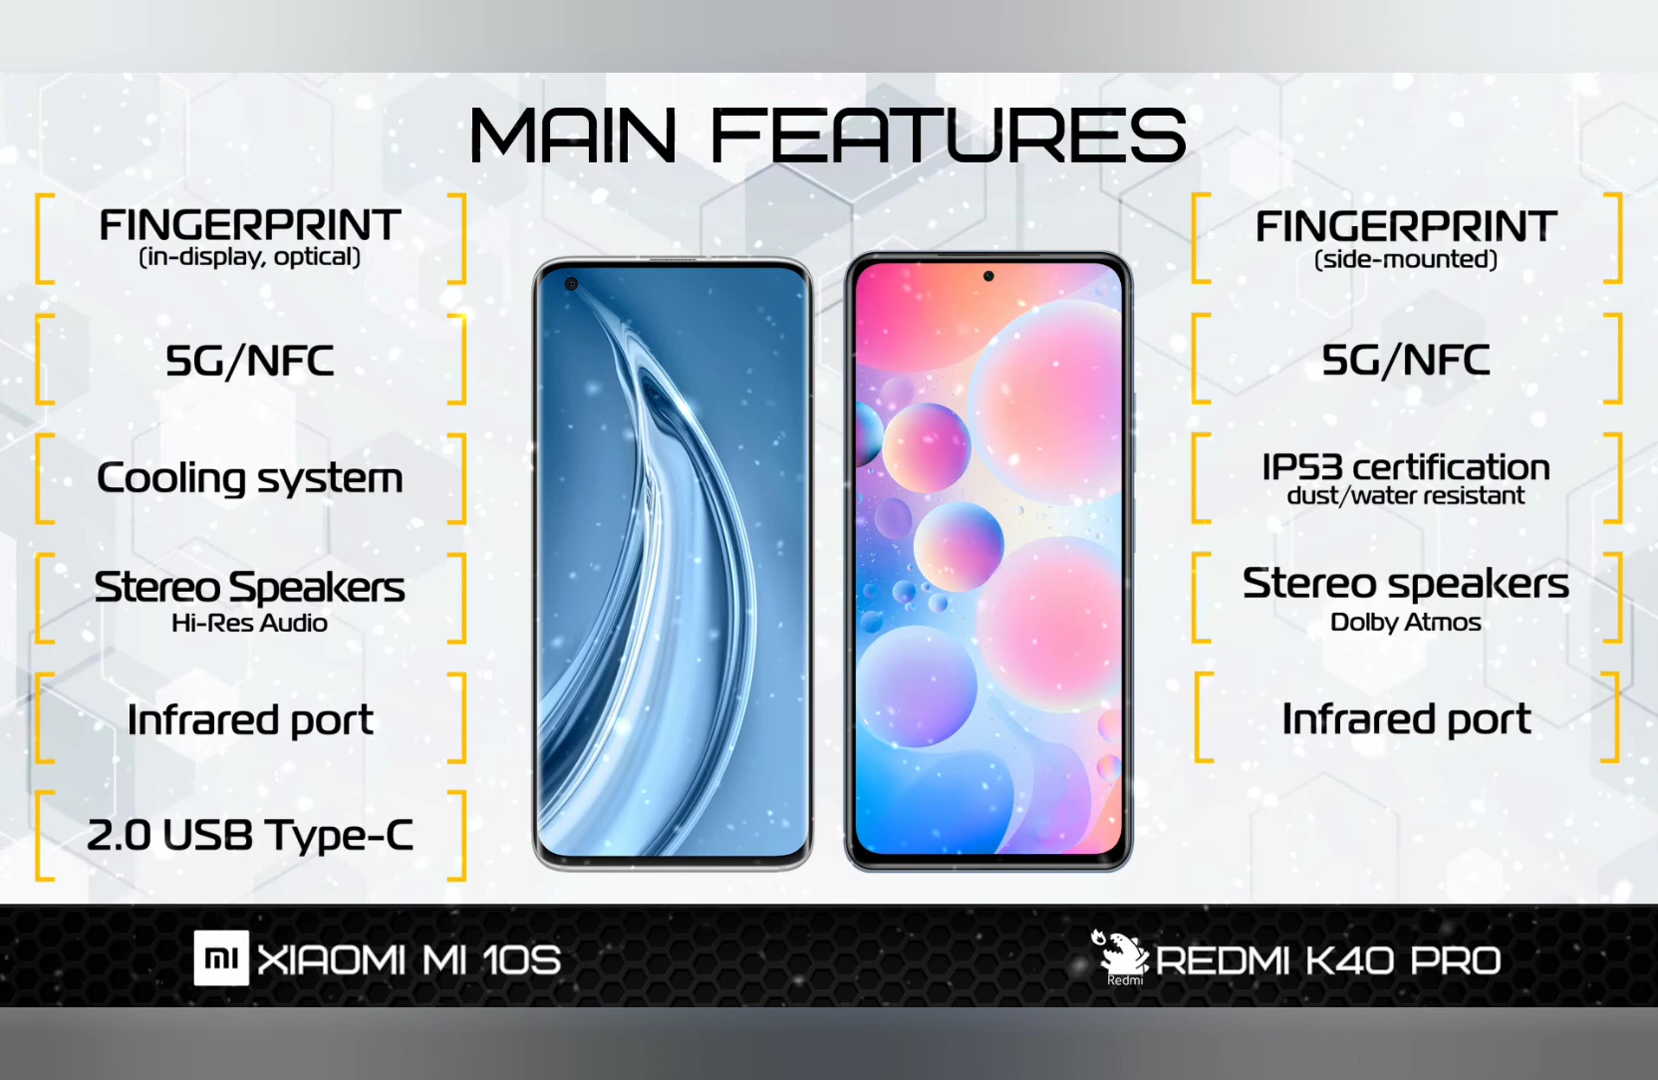 MAIN FEATURES
FINGERPRINT
(in-display, optical)
5G/NFC
Cooling system
Stereo Speakers
Hi-Res Audio
Infrared port
2.0 USB Type-C
FINGERPRINT
(side-mounted)
5G/NFC
IP53 certification
dust/water resistant
Stereo speakers
Dolby Atmos
Infrared port
mi XIAOMI MI 10S
Redmi
REDMI K40 PRO